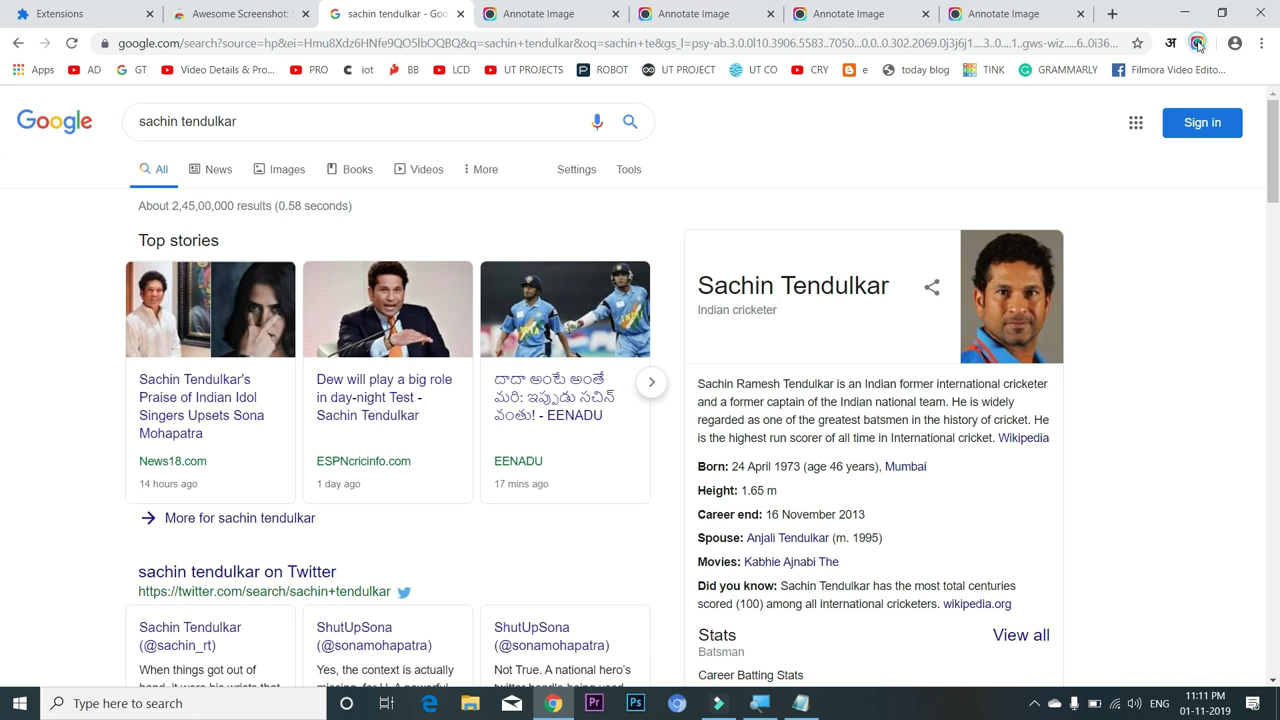 Extensions
Awesome Screenshot: S
sachin tendulkar - Goo
Annotate Image
Annotate Image
Annotate Image
Annotate Image
google.com/search?source=hp&ei=Hmu8Xdz6HNfe9QO5lbOQBQ&q=sachin+tendulkar&oq=sachin+te&gs_l=psy-ab.3.0.0l10.3906.5583..7050...0.0..0.302.2069.0j3j6j1....3..0....1..gws-wiz.....6..0i36...
अ
Apps
AD
GT
Video Details & Pro...
PRO
iot
BB
LCD
UT PROJECTS
ROBOT
UT PROJECT
UT CO
CRY
e
today blog
TINK
GRAMMARLY
Filmora Video Edito...
Google
sachin tendulkar
Sign in
All
News
Images
Books
Videos
More
Settings
Tools
About 2,45,00,000 results (0.58 seconds)
Top stories
Sachin Tendulkar's
Praise of Indian Idol
Singers Upsets Sona
Mohapatra
News18.com
14 hours ago
Dew will play a big role
in day-night Test -
Sachin Tendulkar
ESPNcricinfo.com
1 day ago
దాదా అంటే అంతే
మరి: ఇప్పుడు సచిన్
వంతు! - EENADU
EENADU
17 mins ago
More for sachin tendulkar
sachin tendulkar on Twitter
https://twitter.com/search/sachin+tendulkar
Sachin Tendulkar
(@sachin_rt)
When things got out of
ShutUpSona
(@sonamohapatra)
Yes, the context is actually
ShutUpSona
(@sonamohapatra)
Not True. A national hero's
Sachin Tendulkar
Indian cricketer
Sachin Ramesh Tendulkar is an Indian former international cricketer
and a former captain of the Indian national team. He is widely
regarded as one of the greatest batsmen in the history of cricket. He
is the highest run scorer of all time in International cricket. Wikipedia
Born: 24 April 1973 (age 46 years), Mumbai
Height: 1.65 m
Career end: 16 November 2013
Spouse: Anjali Tendulkar (m. 1995)
Movies: Kabhie Ajnabi The
Did you know: Sachin Tendulkar has the most total centuries
scored (100) among all international cricketers. wikipedia.org
Stats
View all
Batsman
Career Batting Stats
Type here to search
Pr
Ps
ENG
11:11 PM
01-11-2019